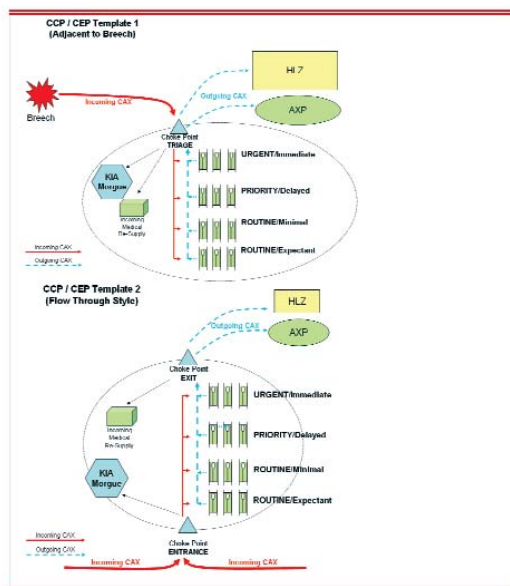 CCP / CEP Template 1
(Adjacent to Breech)
HLZ
Incoming CAX
Outgoing CAX
AXP
Breech
Choke Point
TRIAGE
URGENT/Immediate
KIA
Morgue
PRIORITY/Delayed
Incoming
Medical
Re-Supply
ROUTINE/Minimal
ROUTINE/Expectant
Incoming CAX
Outgoing CAX
CCP / CEP Template 2
(Flow Through Style)
HLZ
Outgoing CAX
AXP
Choke Point
EXIT
URGENT/Immediate
Incoming
Medical
Re-Supply
PRIORITY/Delayed
KIA
Morgue
ROUTINE/Minimal
ROUTINE/Expectant
Incoming CAX
Outgoing CAX
Choke Point
ENTRANCE
Incoming CAX
Incoming CAX